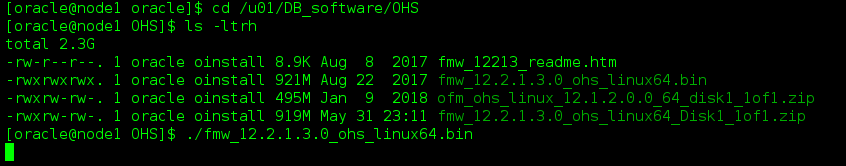 [oracle@node1 oracle]$ cd /u01/DB_software/OHS
[oracle@node1 OHS]$ ls -ltrh
total 2.3G
-rw-r--r--. 1 oracle oinstall 8.9K Aug  8  2017 fmw_12213_readme.htm
-rwxrwxrwx. 1 oracle oinstall 921M Aug 22  2017 fmw_12.2.1.3.0_ohs_linux64.bin
-rwxrw-rw-. 1 oracle oinstall 495M Jan  9  2018 ofm_ohs_linux_12.1.2.0.0_64_disk1_1of1.zip
-rwxrw-rw-. 1 oracle oinstall 919M May 31 23:11 fmw_12.2.1.3.0_ohs_linux64_Disk1_1of1.zip
[oracle@node1 OHS]$ ./fmw_12.2.1.3.0_ohs_linux64.bin